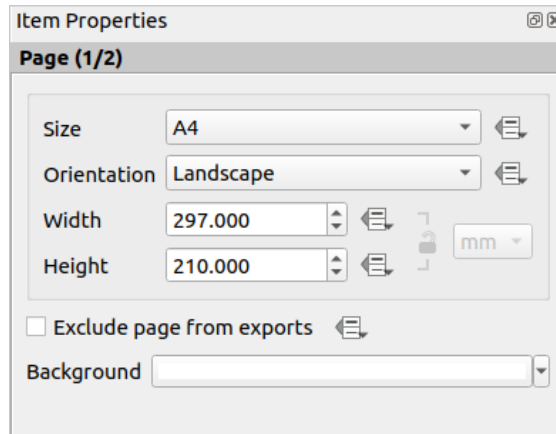 Item Properties
Page (1/2)
Size A4
Orientation Landscape
Width 297.000
mm
Height 210.000
Exclude page from exports
Background